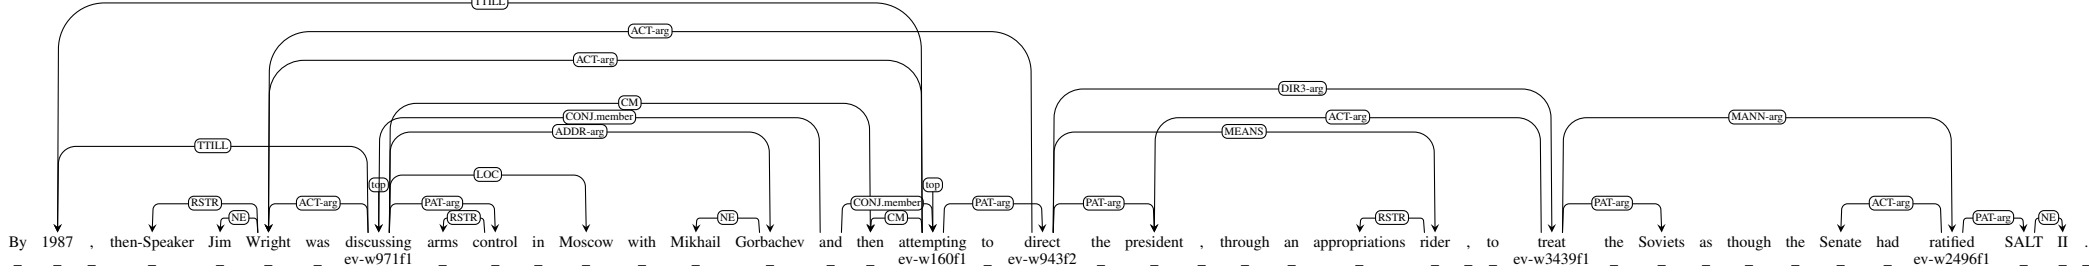 TTILL
ACT-arg
ACT-arg
DIR3-arg
CM
CONJ.member ACT-arg MANN-arg
ADDR-arg MEANS
TTILL
LOC
top top
RSTR ACT-arg PAT-arg CONJ.member PAT-arg PAT-arg PAT-arg ACT-arg
NE RSTR NE CM RSTR PAT-arg NE
By 1987 , then-Speaker Jim Wright was discussing arms control in Moscow with Mikhail Gorbachev and then attempting to direct the president , through an appropriations rider , to treat the Soviets as though the Senate had ratified SALT II .
_ _ _ _ _ _ _ ev-w971f1 _ _ _ _ _ _ _ _ _ ev-w160f1 _ ev-w943f2 _ _ _ _ _ _ _ _ _ ev-w3439f1 _ _ _ _ _ _ _ ev-w2496f1 _ _ _